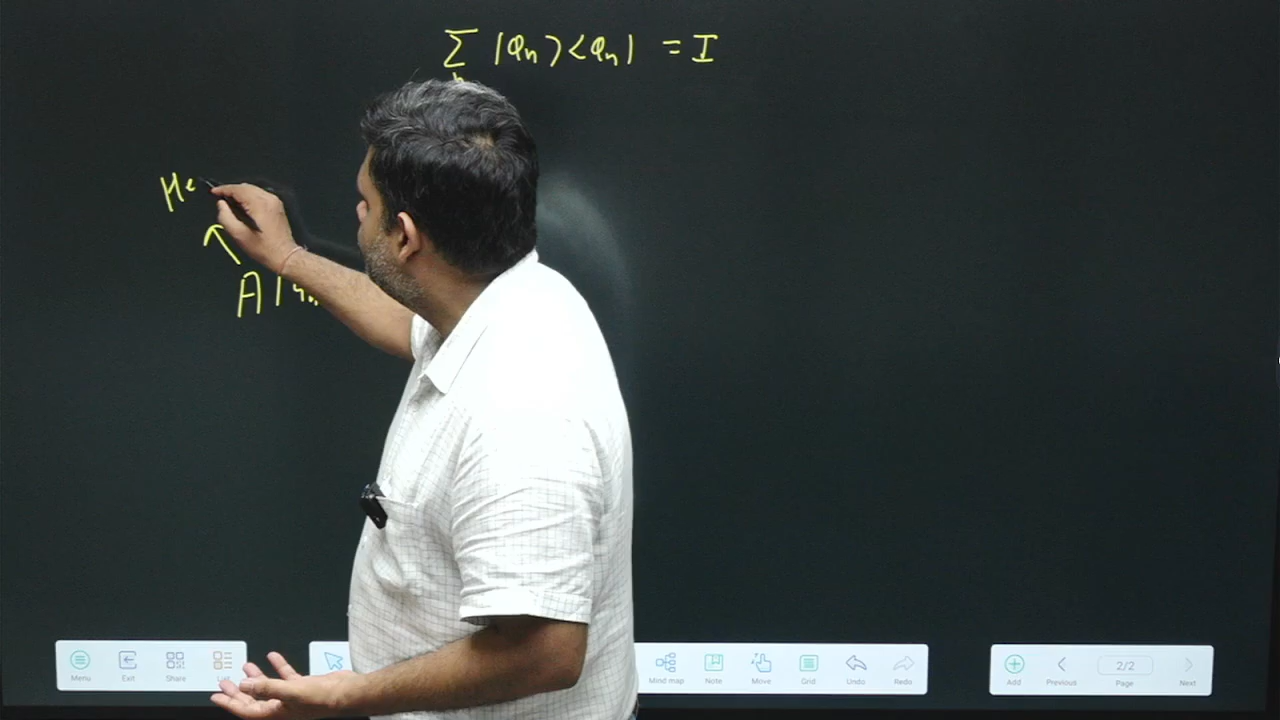 Σ |φn><φn| = I
n
He
A |
Menu Exit Share List Mind map Note Move Grid Undo Redo Add Previous 2/2 Page Next